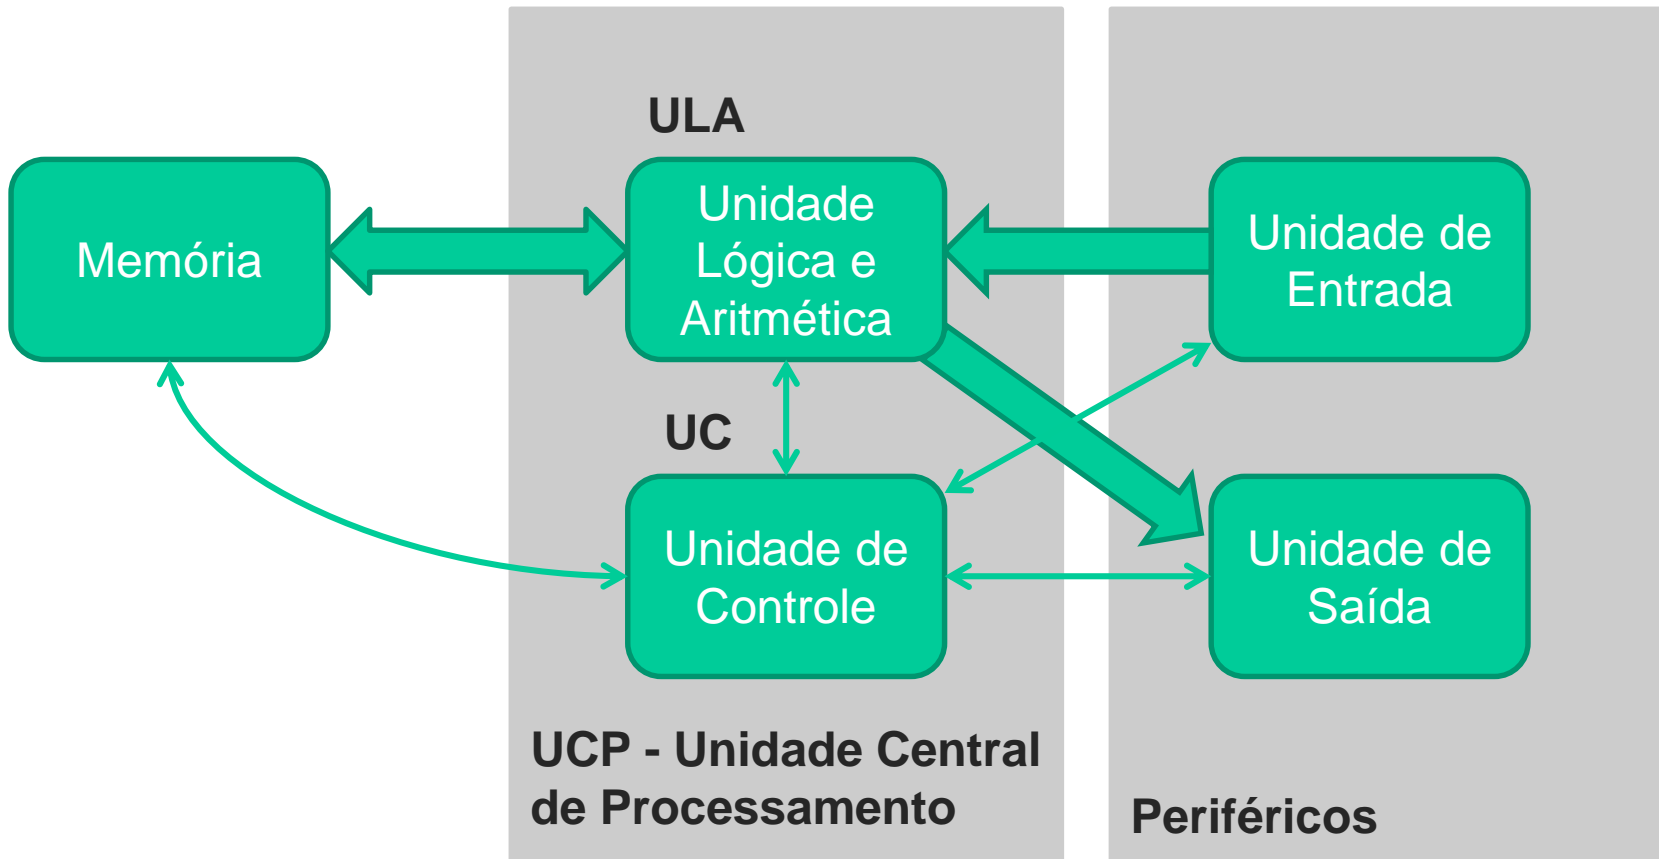 ULA
Memória
Unidade
Lógica e
Aritmética
Unidade de
Entrada
UC
Unidade de
Controle
Unidade de
Saída
UCP - Unidade Central
de Processamento
Periféricos